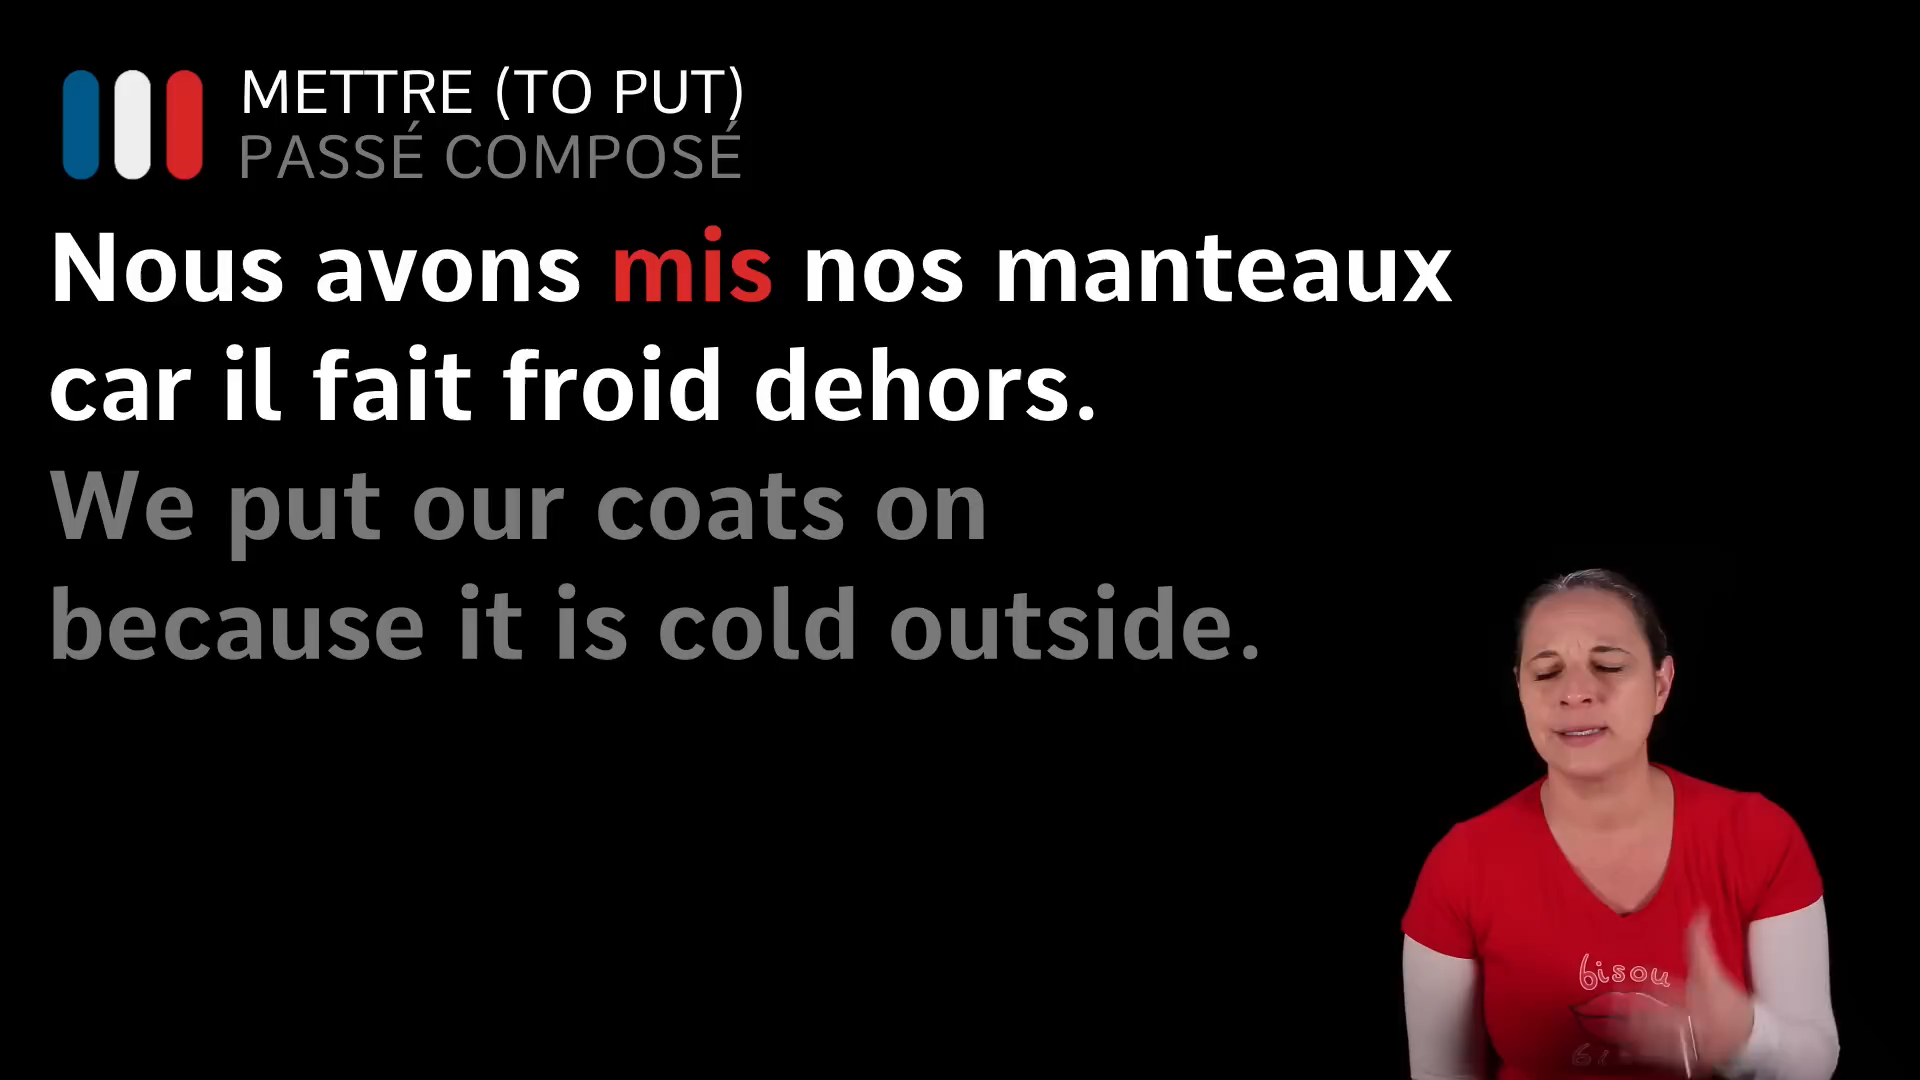 METTRE (TO PUT)
PASSÉ COMPOSÉ
Nous avons mis nos manteaux
car il fait froid dehors.
We put our coats on
because it is cold outside.
bisou